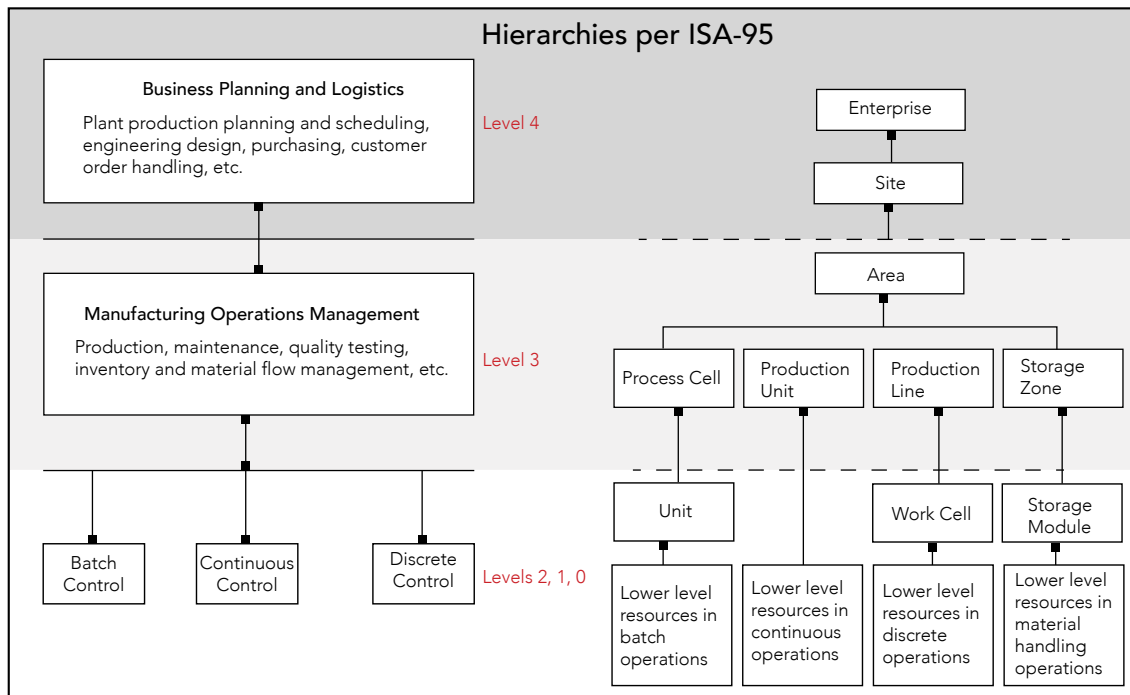 Hierarchies per ISA-95
Business Planning and Logistics
Plant production planning and scheduling,
engineering design, purchasing, customer
order handling, etc.
Level 4
Enterprise
Site
Manufacturing Operations Management
Production, maintenance, quality testing,
inventory and material flow management, etc.
Level 3
Area
Process Cell
Production
Unit
Production
Line
Storage
Zone
Batch
Control
Continuous
Control
Discrete
Control
Levels 2, 1, 0
Unit
Work Cell
Storage
Module
Lower level
resources in
batch
operations
Lower level
resources in
continuous
operations
Lower level
resources in
discrete
operations
Lower level
resources in
material
handling
operations